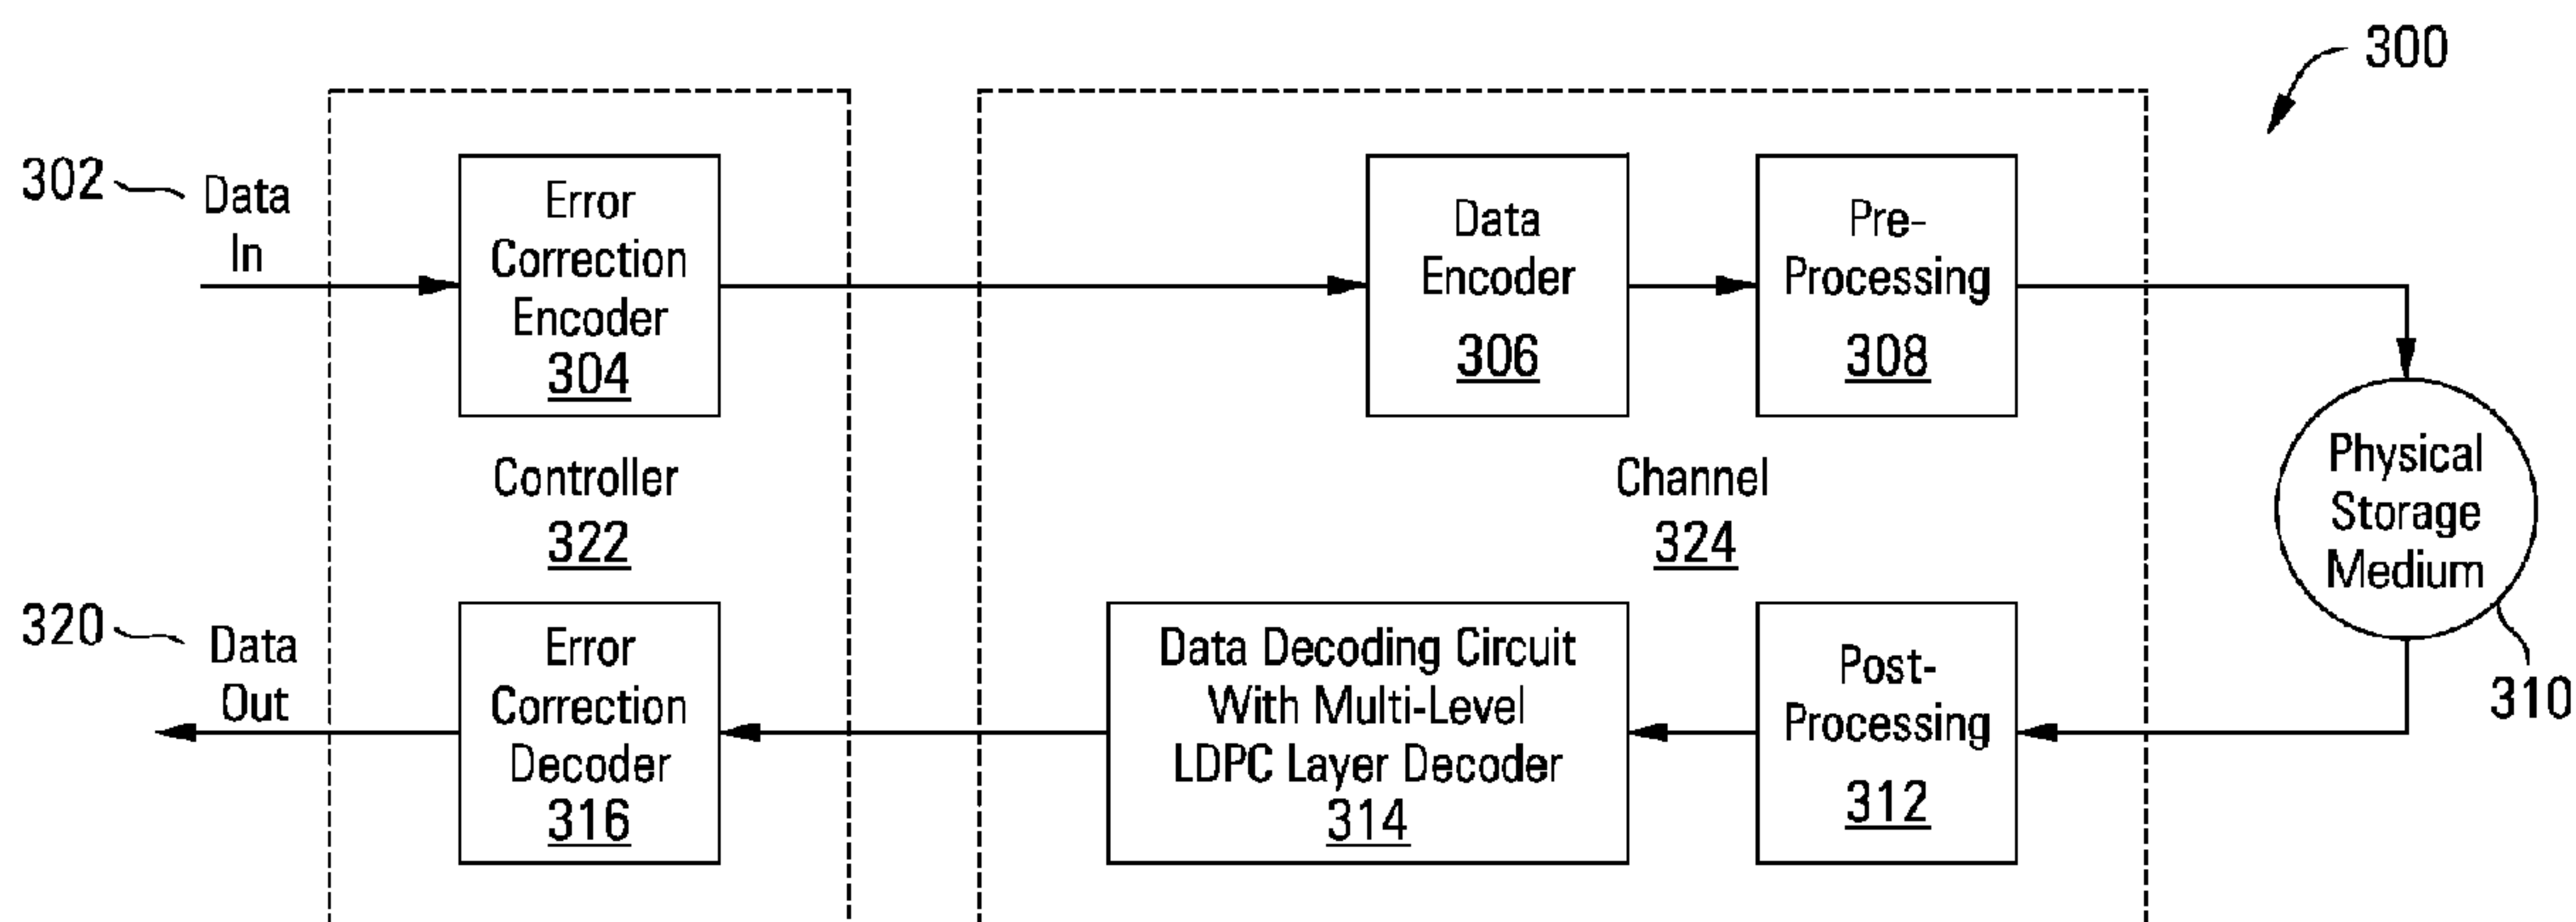 300
302
Data
In
Error
Correction
Encoder
304
Data
Encoder
306
Pre-
Processing
308
Controller
322
Channel
324
Physical
Storage
Medium
310
320
Data
Out
Error
Correction
Decoder
316
Data Decoding Circuit
With Multi-Level
LDPC Layer Decoder
314
Post-
Processing
312